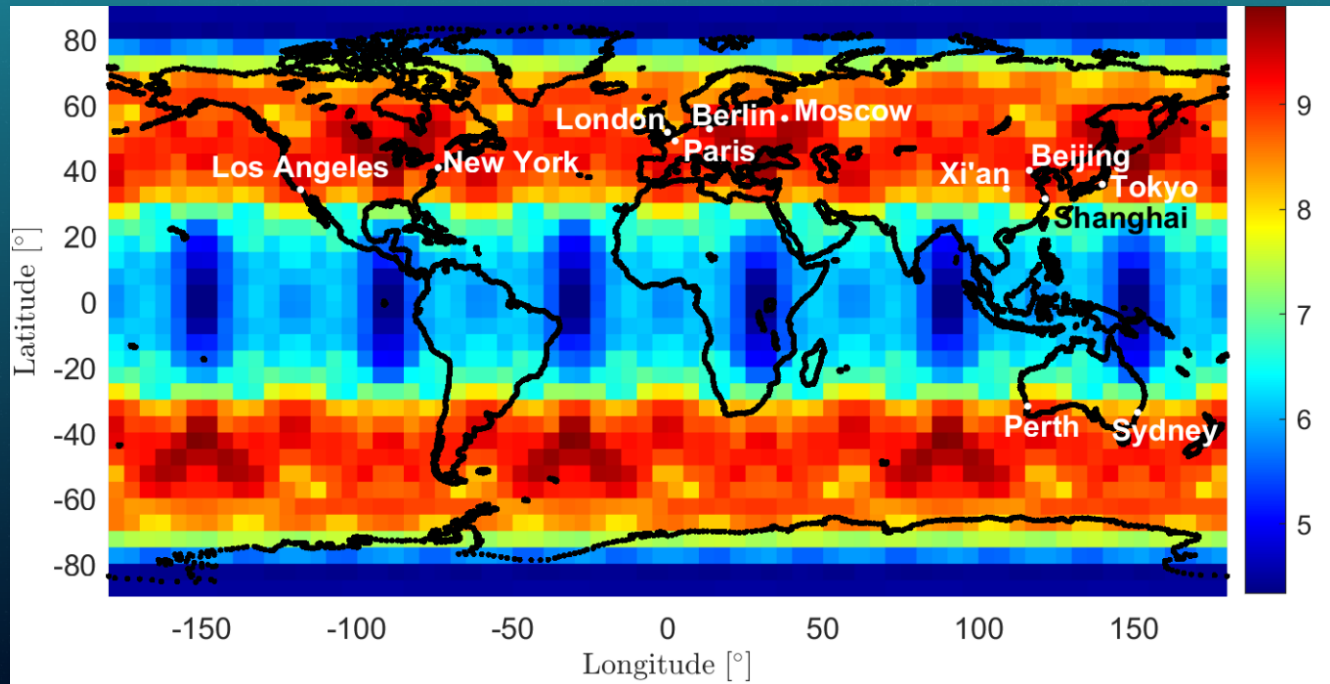 80
60
40
20
0
-20
-40
-60
-80
Latitude [°]
London
Berlin
Moscow
Paris
Los Angeles
New York
Xi'an
Beijing
Tokyo
Shanghai
Perth
Sydney
9
8
7
6
5
-150
-100
-50
0
50
100
150
Longitude [°]